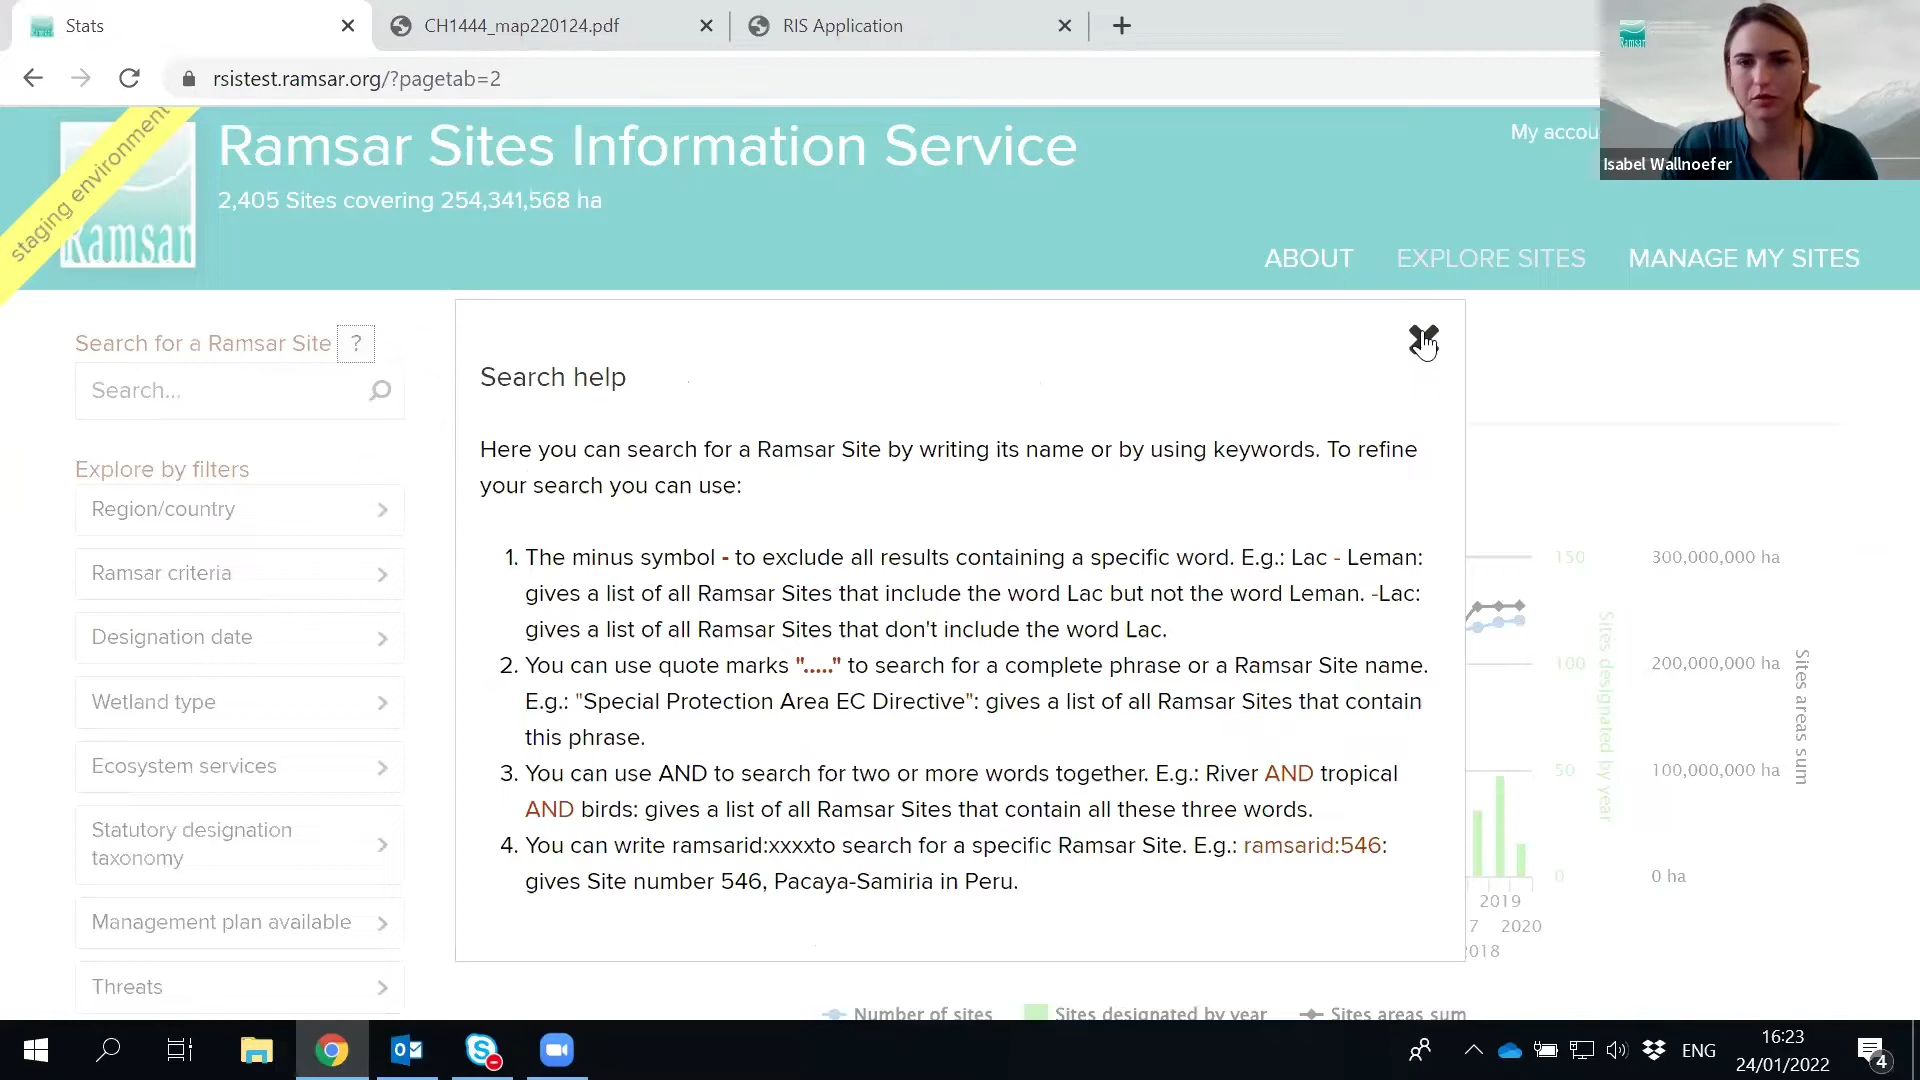 Stats
CH1444_map220124.pdf
RIS Application
rsistest.ramsar.org/?pagetab=2
staging environment
Ramsar
Ramsar Sites Information Service
2,405 Sites covering 254,341,568 ha
My accou
Ramsar
Isabel Wallnoefer
ABOUT
EXPLORE SITES
MANAGE MY SITES
Search for a Ramsar Site ?
Search...
Explore by filters
Region/country
Ramsar criteria
Designation date
Wetland type
Ecosystem services
Statutory designation
taxonomy
Management plan available
Threats
Search help
Here you can search for a Ramsar Site by writing its name or by using keywords. To refine
your search you can use:
1. The minus symbol - to exclude all results containing a specific word. E.g.: Lac - Leman:
gives a list of all Ramsar Sites that include the word Lac but not the word Leman. -Lac:
gives a list of all Ramsar Sites that don't include the word Lac.
2. You can use quote marks "....." to search for a complete phrase or a Ramsar Site name.
E.g.: "Special Protection Area EC Directive": gives a list of all Ramsar Sites that contain
this phrase.
3. You can use AND to search for two or more words together. E.g.: River AND tropical
AND birds: gives a list of all Ramsar Sites that contain all these three words.
4. You can write ramsarid:xxxxto search for a specific Ramsar Site. E.g.: ramsarid:546:
gives Site number 546, Pacaya-Samiria in Peru.
150
300,000,000 ha
100
200,000,000 ha
50
100,000,000 ha
0
0 ha
Sites designated by year
Sites areas sum
2019
7
2020
018
Number of sites
Sites designated by year
Sites areas sum
ENG
16:23
24/01/2022
4